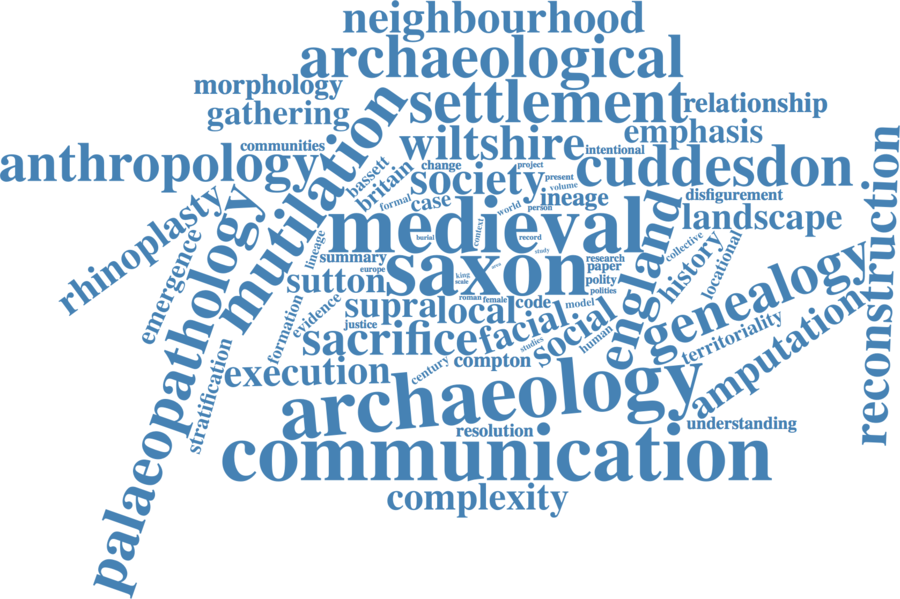 neighbourhood
archaeological
morphology
settlement
relationship
gathering
mutilation
emphasis
wiltshire
communities
intentional
anthropology
cuddesdon
change
project
bassett
britain
society
present
volume
disfigurement
rhinoplasty
formal
case
lineage
world
person
landscape
reconstruction
palaeopathology
medieval
england
emergence
lineage
burial
context
record
study
collective
history
locational
summary
saxon
research
europe
area
paper
genealogy
sutton
king
scale
polity
polities
supra
local
roman
female
code
model
evidence
formation
justice
facial
social
human
territoriality
amputation
sacrifice
studies
stratification
execution
century
compton
archaeology
understanding
resolution
communication
complexity